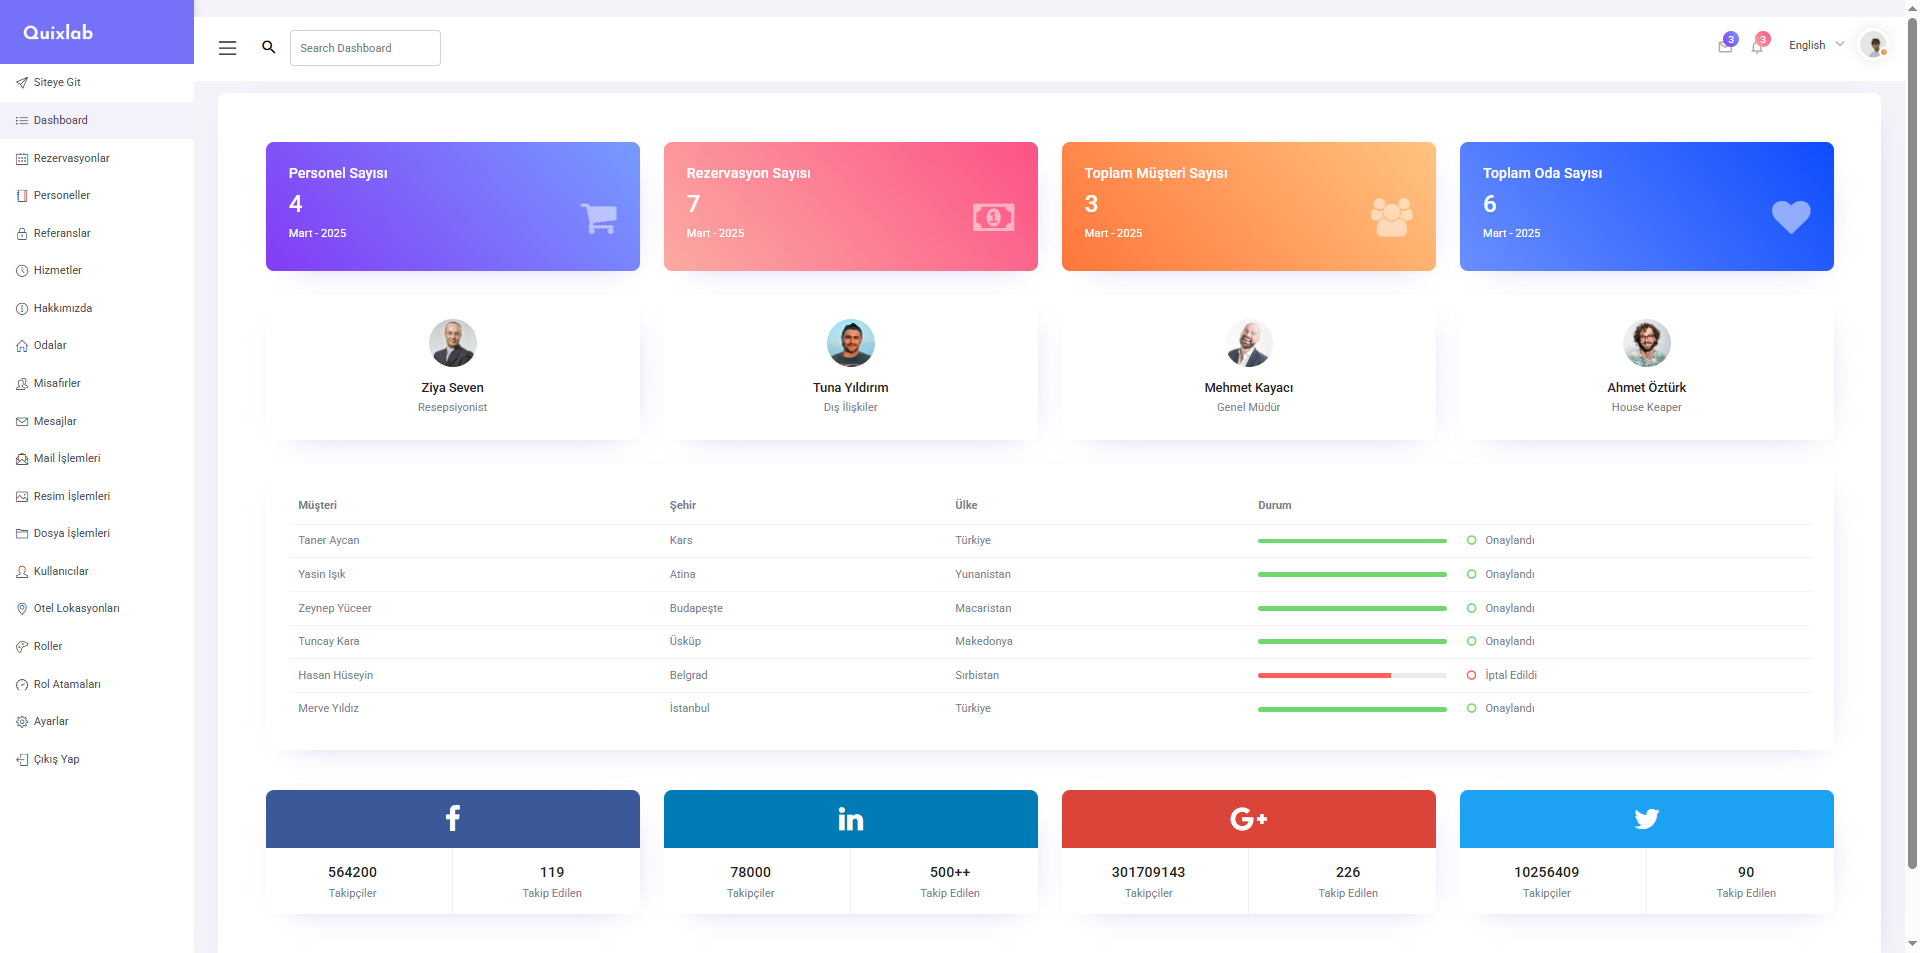 Quixlab
Siteye Git
Dashboard
Rezervasyonlar
Personeller
Referanslar
Hizmetler
Hakkımızda
Odalar
Misafirler
Mesajlar
Mail İşlemleri
Resim İşlemleri
Dosya İşlemleri
Kullanıcılar
Otel Lokasyonları
Roller
Rol Atamaları
Ayarlar
Çıkış Yap
Search Dashboard
3
3
English
Personel Sayısı
4
Mart - 2025
Rezervasyon Sayısı
7
Mart - 2025
1
Toplam Müşteri Sayısı
3
Mart - 2025
Toplam Oda Sayısı
6
Mart - 2025
Ziya Seven
Resepsiyonist
Tuna Yıldırım
Dış İlişkiler
Mehmet Kayacı
Genel Müdür
Ahmet Öztürk
House Keaper
Müşteri Şehir Ülke Durum
Taner Aycan Kars Türkiye Onaylandı
Yasin Işık Atina Yunanistan Onaylandı
Zeynep Yüceer Budapeşte Macaristan Onaylandı
Tuncay Kara Üsküp Makedonya Onaylandı
Hasan Hüseyin Belgrad Sırbistan İptal Edildi
Merve Yıldız İstanbul Türkiye Onaylandı
f
564200 119
Takipçiler Takip Edilen
in
78000 500++
Takipçiler Takip Edilen
G+
301709143 226
Takipçiler Takip Edilen
10256409 90
Takipçiler Takip Edilen